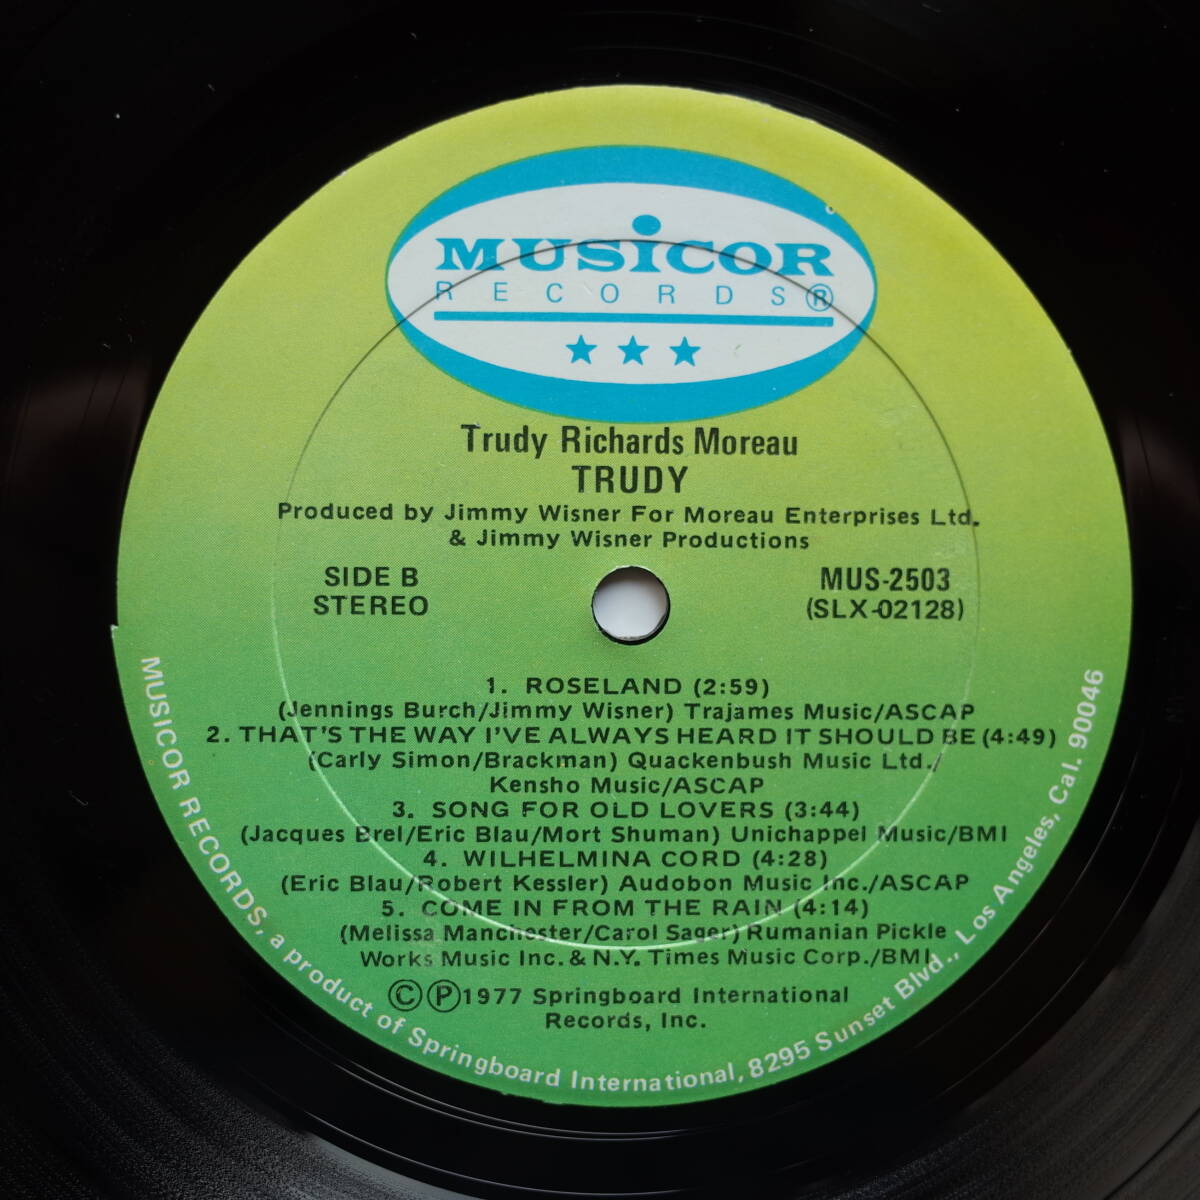 MUSiCOR
RECORDS®
Trudy Richards Moreau
TRUDY
Produced by Jimmy Wisner For Moreau Enterprises Ltd.
& Jimmy Wisner Productions
SIDE B
STEREO
MUS-2503
(SLX-02128)
1. ROSELAND (2:59)
(Jennings Burch/Jimmy Wisner) Trajames Music/ASCAP
2. THAT'S THE WAY I'VE ALWAYS HEARD IT SHOULD BE (4:49)
(Carly Simon/Brackman) Quackenbush Music Ltd./
Kensho Music/ASCAP
3. SONG FOR OLD LOVERS (3:44)
(Jacques Brel/Eric Blau/Mort Shuman) Unichappel Music/BMI
4. WILHELMINA CORD (4:28)
(Eric Blau/Robert Kessler) Audobon Music Inc./ASCAP
5. COME IN FROM THE RAIN (4:14)
(Melissa Manchester/Carol Sager) Rumanian Pickle
Works Music Inc. & N.Y. Times Music Corp./BMI
©℗1977 Springboard International
Records, Inc.
MUSICOR RECORDS, a product of Springboard International, 8295 Sunset Blvd., Los Angeles, Cal. 90046